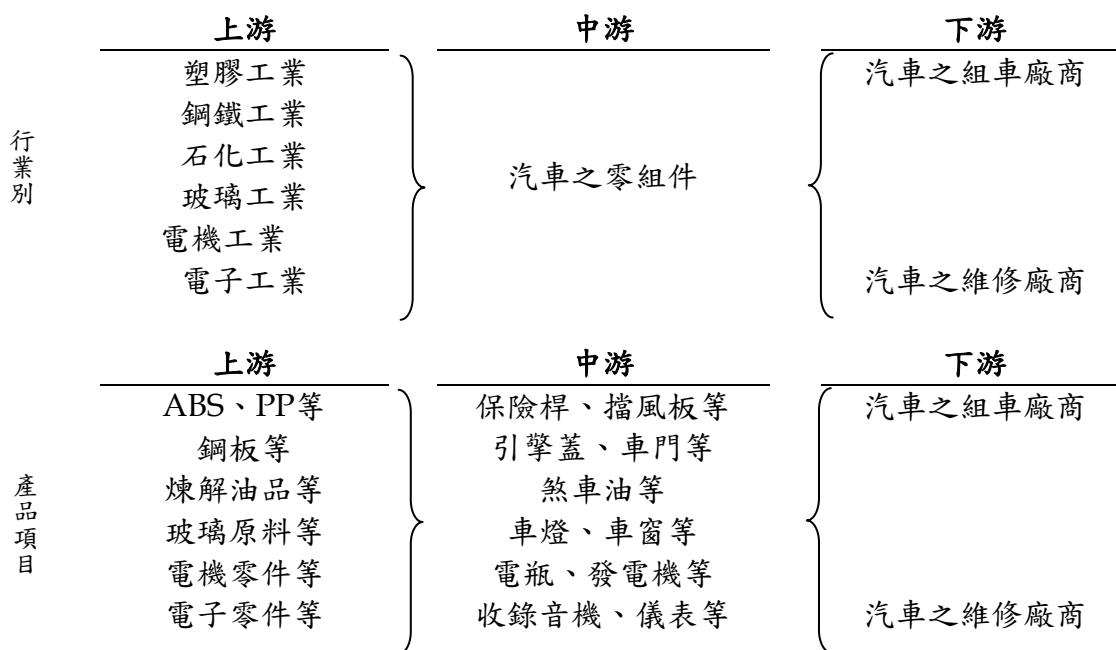 上游 中游 下游
行業別
塑膠工業 汽車之組車廠商
鋼鐵工業
石化工業
汽車之零組件
玻璃工業
電機工業
電子工業 汽車之維修廠商
上游 中游 下游
產品項目
ABS、PP等 保險桿、擋風板等 汽車之組車廠商
鋼板等 引擎蓋、車門等
煉解油品等 煞車油等
玻璃原料等 車燈、車窗等
電機零件等 電瓶、發電機等
電子零件等 收錄音機、儀表等 汽車之維修廠商